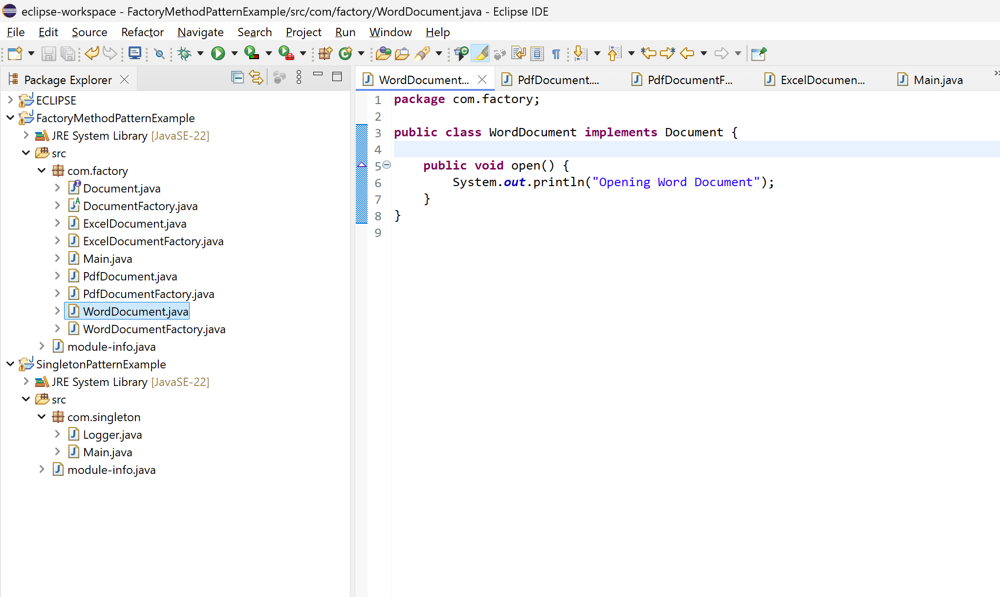 eclipse-workspace - FactoryMethodPatternExample/src/com/factory/WordDocument.java - Eclipse IDE
File Edit Source Refactor Navigate Search Project Run Window Help
Package Explorer
ECLIPSE
FactoryMethodPatternExample
JRE System Library [JavaSE-22]
src
com.factory
Document.java
DocumentFactory.java
ExcelDocument.java
ExcelDocumentFactory.java
Main.java
PdfDocument.java
PdfDocumentFactory.java
WordDocument.java
WordDocumentFactory.java
module-info.java
SingletonPatternExample
JRE System Library [JavaSE-22]
src
com.singleton
Logger.java
Main.java
module-info.java
WordDocument... PdfDocument.... PdfDocumentF... ExcelDocumen... Main.java
1 package com.factory;
2
3 public class WordDocument implements Document {
4
5 public void open() {
6 System.out.println("Opening Word Document");
7 }
8 }
9